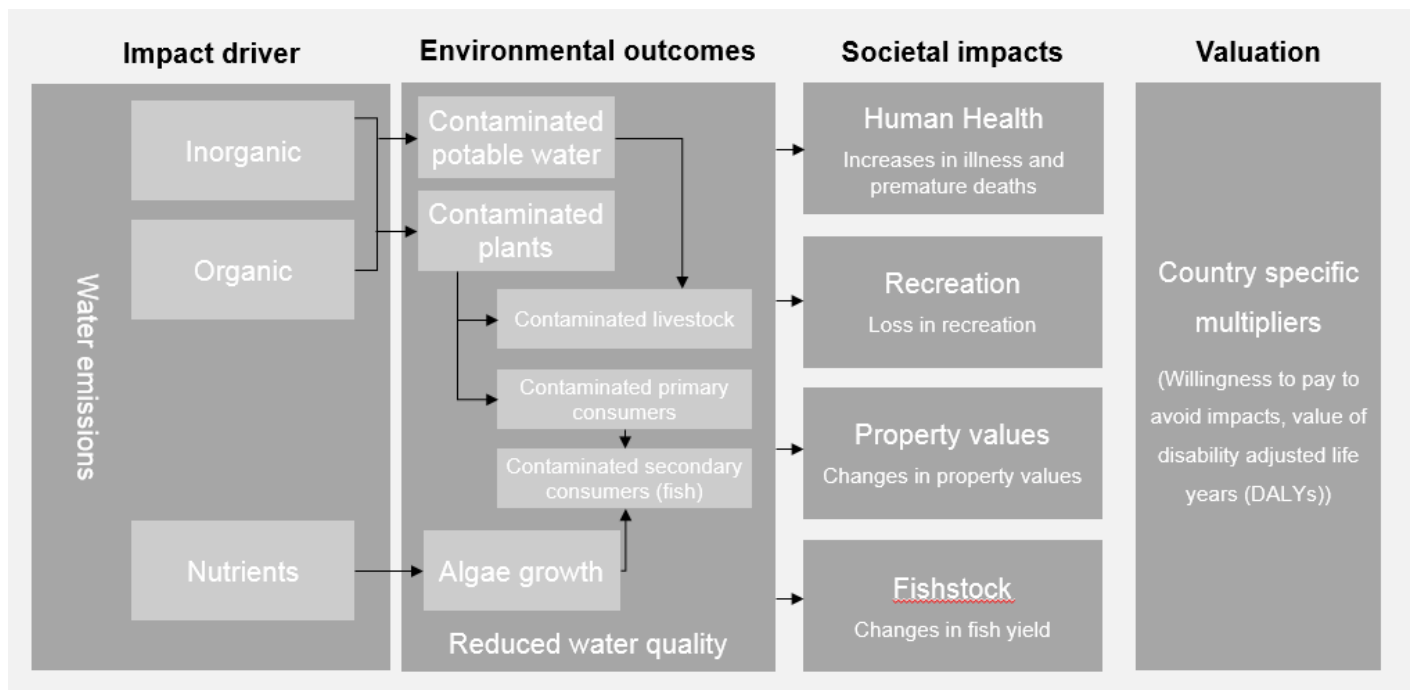 Impact driver
Environmental outcomes
Societal impacts
Valuation
Water emissions
Inorganic
Organic
Nutrients
Contaminated
potable water
Contaminated
plants
Contaminated livestock
Contaminated primary
consumers
Contaminated secondary
consumers (fish)
Algae growth
Reduced water quality
Human Health
Increases in illness and
premature deaths
Recreation
Loss in recreation
Property values
Changes in property values
Fishstock
Changes in fish yield
Country specific
multipliers
(Willingness to pay to
avoid impacts, value of
disability adjusted life
years (DALYs))